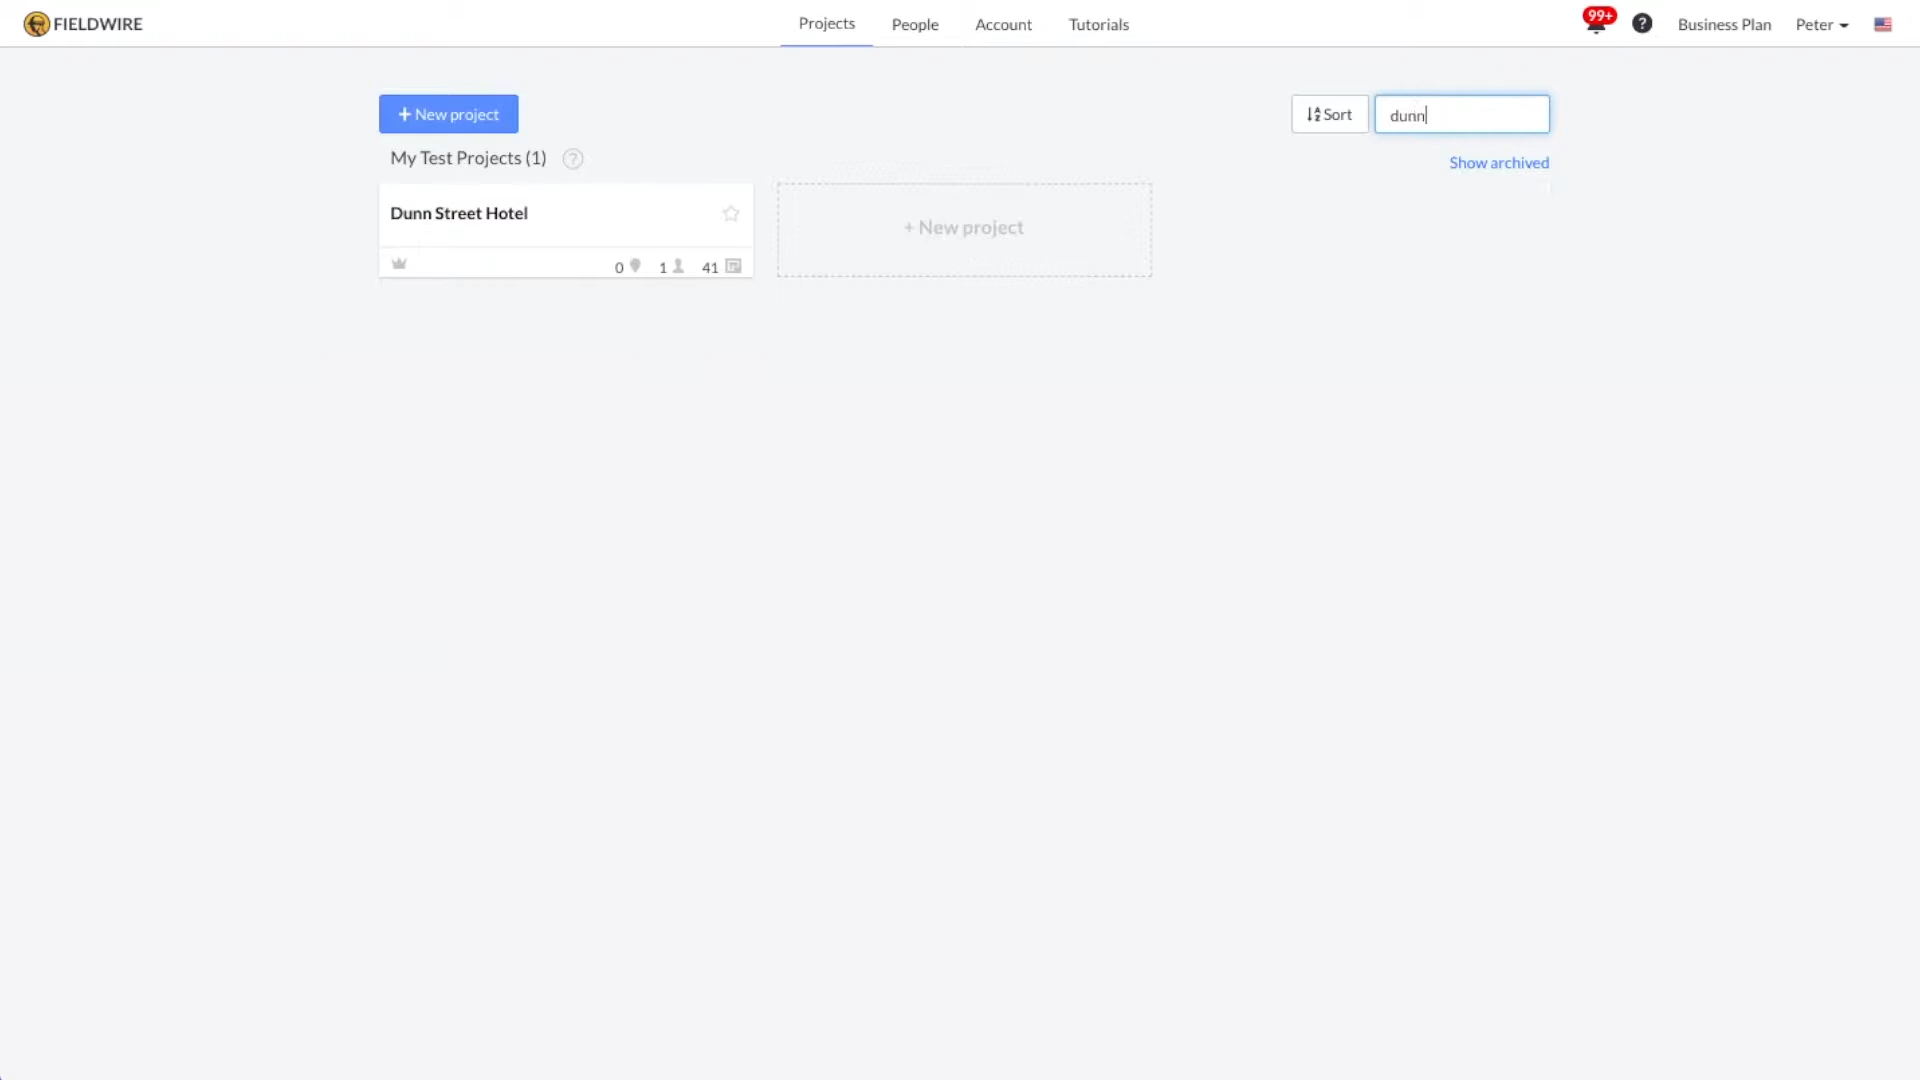 FIELDWIRE
Projects
People
Account
Tutorials
99+
?
Business Plan
Peter
+ New project
Sort
dunn
My Test Projects (1)
?
Show archived
Dunn Street Hotel
0
1
41
+ New project